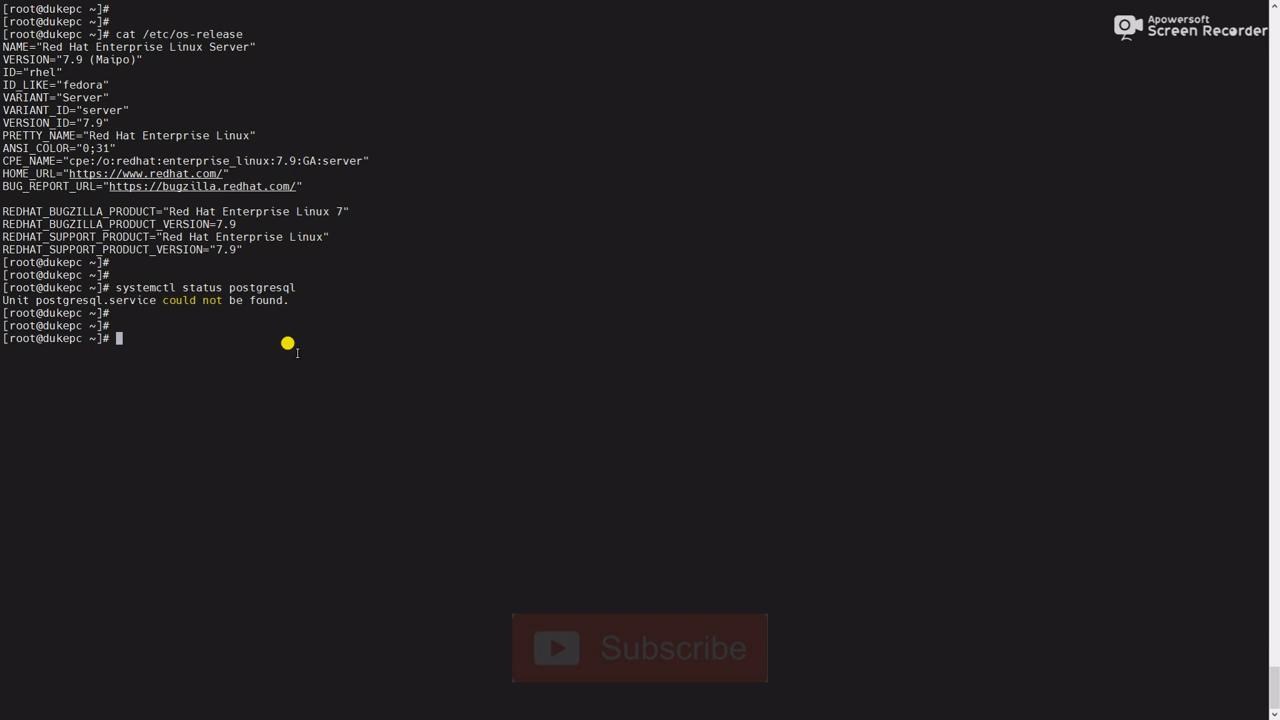 [root@dukepc ~]#
[root@dukepc ~]#
[root@dukepc ~]# cat /etc/os-release
NAME="Red Hat Enterprise Linux Server"
VERSION="7.9 (Maipo)"
ID="rhel"
ID_LIKE="fedora"
VARIANT="Server"
VARIANT_ID="server"
VERSION_ID="7.9"
PRETTY_NAME="Red Hat Enterprise Linux"
ANSI_COLOR="0;31"
CPE_NAME="cpe:/o:redhat:enterprise_linux:7.9:GA:server"
HOME_URL="https://www.redhat.com/"
BUG_REPORT_URL="https://bugzilla.redhat.com/"
REDHAT_BUGZILLA_PRODUCT="Red Hat Enterprise Linux 7"
REDHAT_BUGZILLA_PRODUCT_VERSION=7.9
REDHAT_SUPPORT_PRODUCT="Red Hat Enterprise Linux"
REDHAT_SUPPORT_PRODUCT_VERSION="7.9"
[root@dukepc ~]#
[root@dukepc ~]#
[root@dukepc ~]# systemctl status postgresql
Unit postgresql.service could not be found.
[root@dukepc ~]#
[root@dukepc ~]#
[root@dukepc ~]#
Apowersoft
Screen Recorder
Subscribe